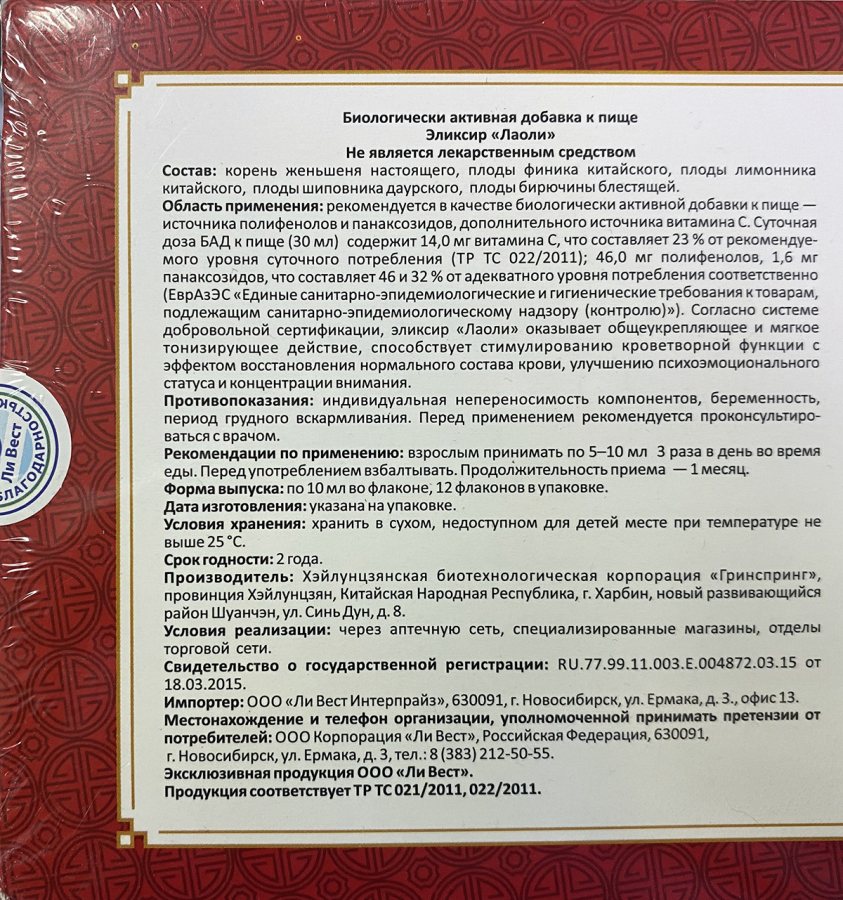 Биологически активная добавка к пище
Эликсир «Лаоли»
Не является лекарственным средством
Состав: корень женьшеня настоящего, плоды финика китайского, плоды лимонника
китайского, плоды шиповника даурского, плоды бирючины блестящей.
Область применения: рекомендуется в качестве биологически активной добавки к пище —
источника полифенолов и панаксозидов, дополнительного источника витамина С. Суточная
доза БАД к пище (30 мл) содержит 14,0 мг витамина С, что составляет 23 % от рекомендуе-
мого уровня суточного потребления (ТР ТС 022/2011); 46,0 мг полифенолов, 1,6 мг
панаксозидов, что составляет 46 и 32 % от адекватного уровня потребления соответственно
(ЕврАзЭС «Единые санитарно-эпидемиологические и гигиенические требования к товарам,
подлежащим санитарно-эпидемиологическому надзору (контролю)»). Согласно системе
добровольной сертификации, эликсир «Лаоли» оказывает общеукрепляющее и мягкое
тонизирующее действие, способствует стимулированию кроветворной функции с
эффектом восстановления нормального состава крови, улучшению психоэмоционального
статуса и концентрации внимания.
Противопоказания: индивидуальная непереносимость компонентов, беременность,
период грудного вскармливания. Перед применением рекомендуется проконсультиро-
ваться с врачом.
Рекомендации по применению: взрослым принимать по 5–10 мл 3 раза в день во время
еды. Перед употреблением взбалтывать. Продолжительность приема — 1 месяц.
Форма выпуска: по 10 мл во флаконе, 12 флаконов в упаковке.
Дата изготовления: указана на упаковке.
Условия хранения: хранить в сухом, недоступном для детей месте при температуре не
выше 25 °С.
Срок годности: 2 года.
Производитель: Хэйлунцзянская биотехнологическая корпорация «Гринспринг»,
провинция Хэйлунцзян, Китайская Народная Республика, г. Харбин, новый развивающийся
район Шуанчэн, ул. Синь Дун, д. 8.
Условия реализации: через аптечную сеть, специализированные магазины, отделы
торговой сети.
Свидетельство о государственной регистрации: RU.77.99.11.003.Е.004872.03.15 от
18.03.2015.
Импортер: ООО «Ли Вест Интерпрайз», 630091, г. Новосибирск, ул. Ермака, д. 3., офис 13.
Местонахождение и телефон организации, уполномоченной принимать претензии от
потребителей: ООО Корпорация «Ли Вест», Российская Федерация, 630091,
г. Новосибирск, ул. Ермака, д. 3, тел.: 8 (383) 212-50-55.
Эксклюзивная продукция ООО «Ли Вест».
Продукция соответствует ТР ТС 021/2011, 022/2011.
Ли Вест
БЛАГОДАРНОСТЬ